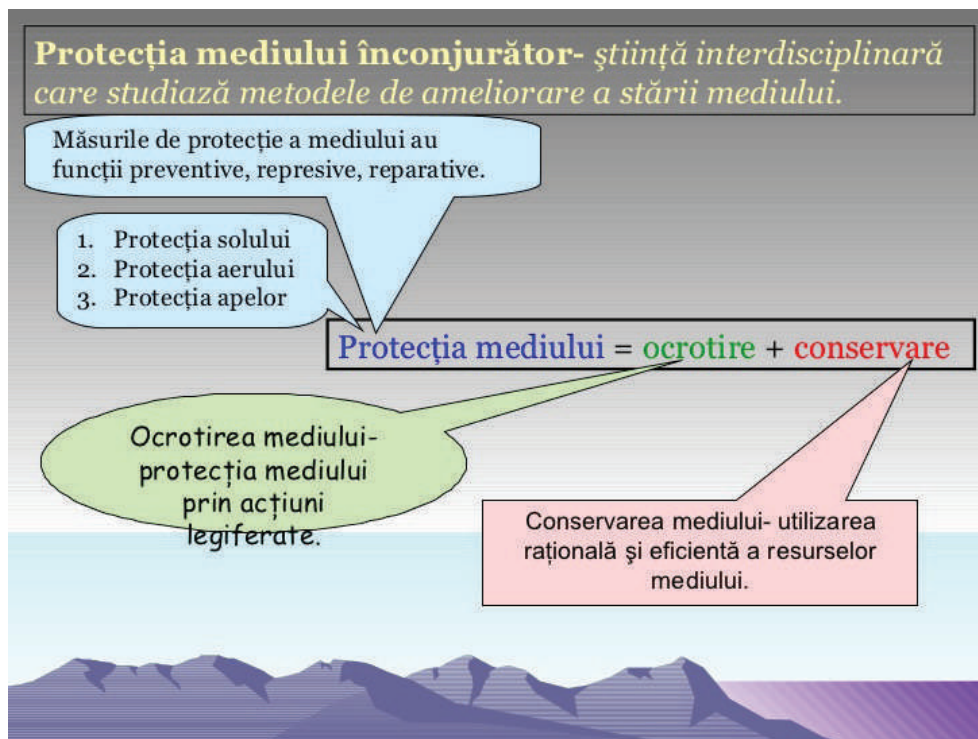 Protecția mediului înconjurător- ştiință interdisciplinară
care studiază metodele de ameliorare a stării mediului.
Măsurile de protecție a mediului au
funcții preventive, represive, reparative.
1. Protecția solului
2. Protecția aerului
3. Protecția apelor
Protecția mediului = ocrotire + conservare
Ocrotirea mediului-
protecția mediului
prin acțiuni
legiferate.
Conservarea mediului- utilizarea
rațională şi eficientă a resurselor
mediului.